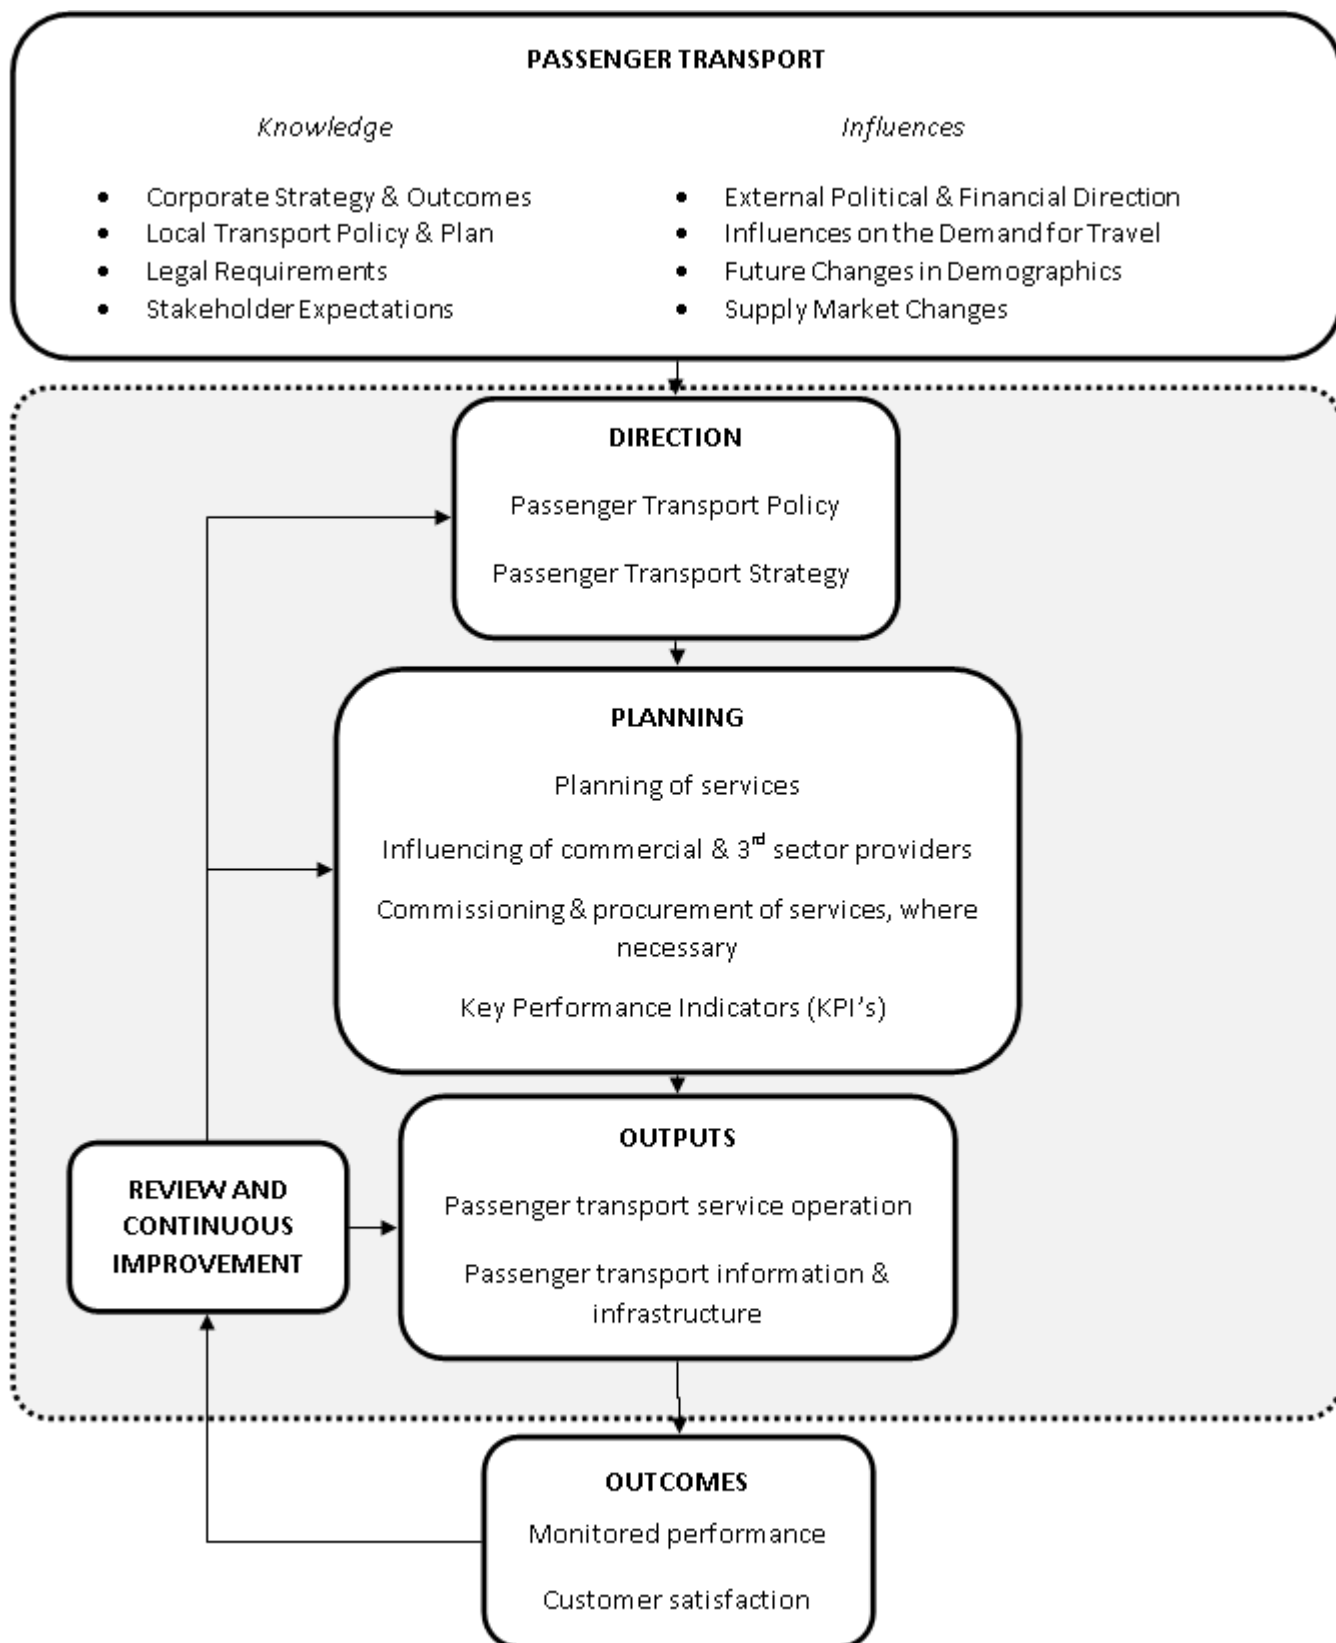 PASSENGER TRANSPORT
Knowledge
Influences
• Corporate Strategy & Outcomes
• Local Transport Policy & Plan
• Legal Requirements
• Stakeholder Expectations
• External Political & Financial Direction
• Influences on the Demand for Travel
• Future Changes in Demographics
• Supply Market Changes
DIRECTION
Passenger Transport Policy
Passenger Transport Strategy
PLANNING
Planning of services
Influencing of commercial & 3rd sector providers
Commissioning & procurement of services, where
necessary
Key Performance Indicators (KPI's)
OUTPUTS
Passenger transport service operation
Passenger transport information &
infrastructure
REVIEW AND
CONTINUOUS
IMPROVEMENT
OUTCOMES
Monitored performance
Customer satisfaction